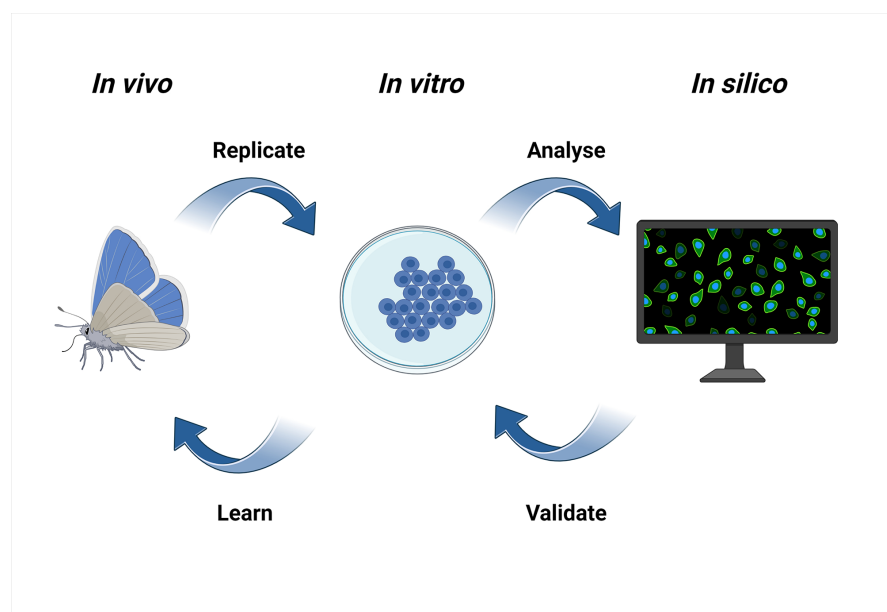 In vivo
In vitro
In silico
Replicate
Analyse
Learn
Validate